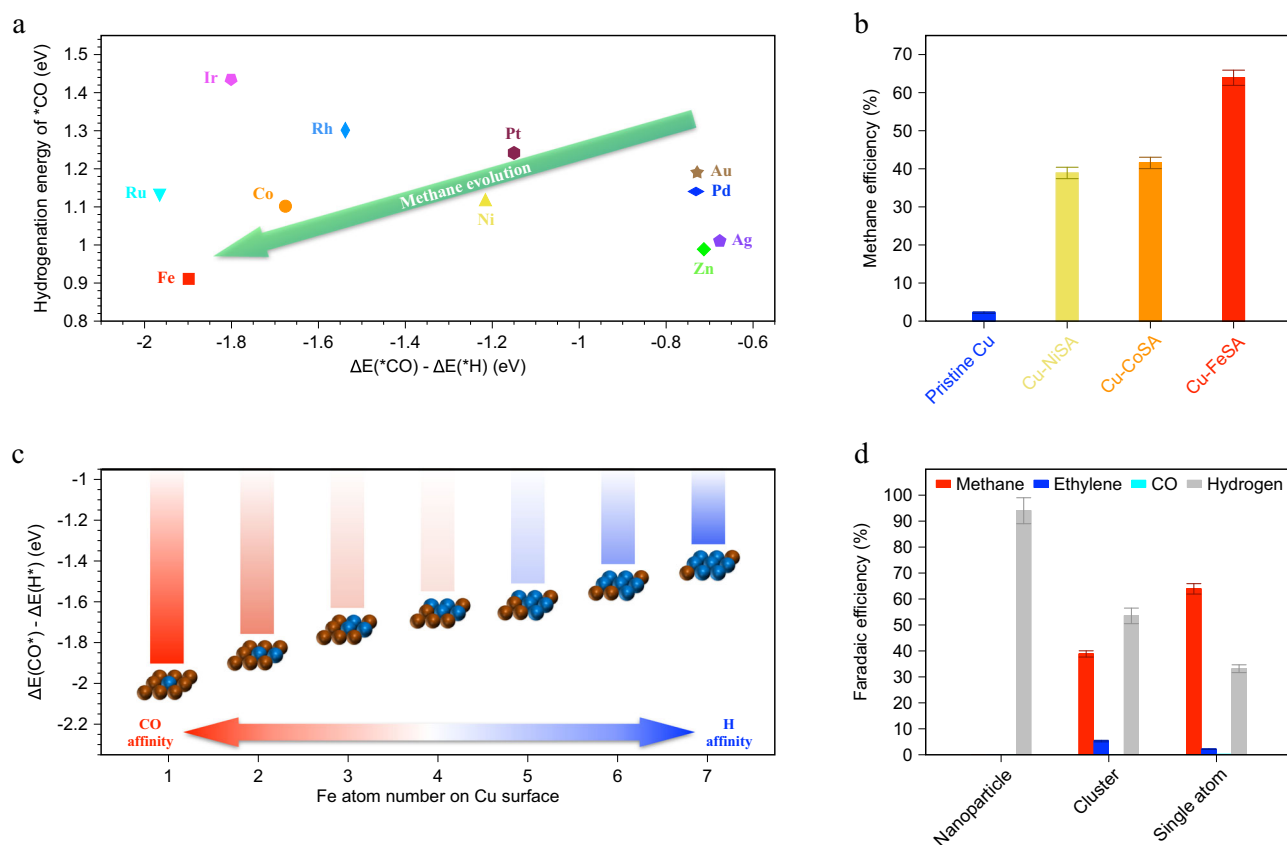 a
Hydrogenation energy of *CO (eV)
1.5
1.4
1.3
1.2
1.1
1
0.9
0.8
Ir
Rh
Pt
Au
Pd
Ru
Co
Ni
Ag
Zn
Fe
Methane evolution
-2
-1.8
-1.6
-1.4
-1.2
-1
-0.8
-0.6
ΔE(*CO) - ΔE(*H) (eV)
b
Methane efficiency (%)
70
60
50
40
30
20
10
0
Pristine Cu
Cu-NiSA
Cu-CoSA
Cu-FeSA
c
ΔE(CO*) - ΔE(H*) (eV)
-1
-1.2
-1.4
-1.6
-1.8
-2
-2.2
CO
affinity
H
affinity
1
2
3
4
5
6
7
Fe atom number on Cu surface
d
Methane
Ethylene
CO
Hydrogen
Faradaic efficiency (%)
100
90
80
70
60
50
40
30
20
10
0
Nanoparticle
Cluster
Single atom